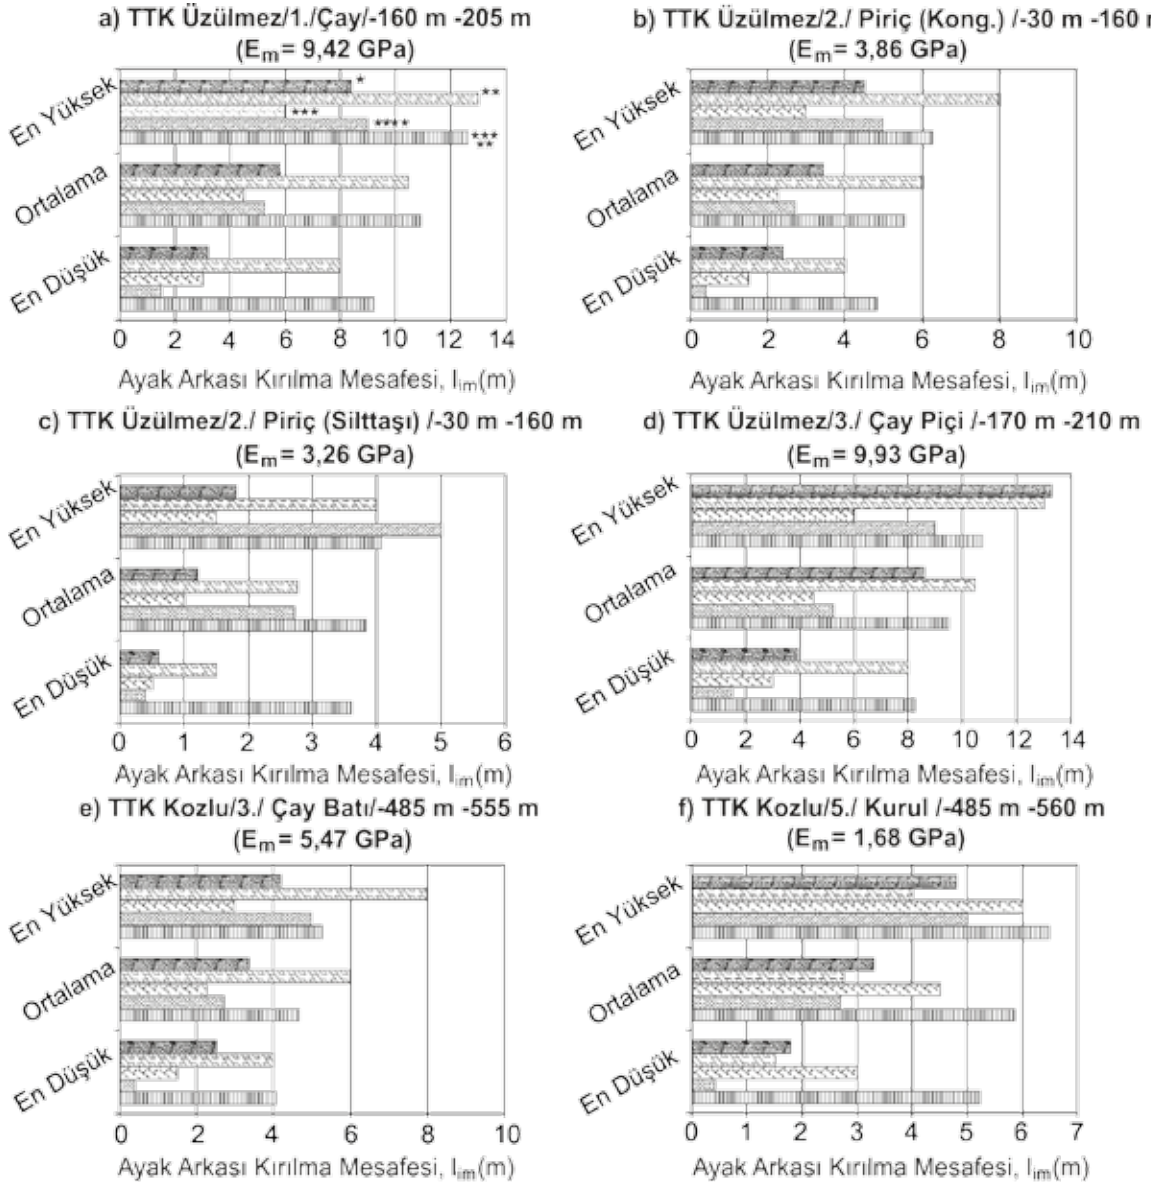 a) TTK Üzülmez/1./Çay/-160 m -205 m
(Em= 9,42 GPa)
En Yüksek
Ortalama
En Düşük
*
**
***
****
***
**
0 2 4 6 8 10 12 14
Ayak Arkası Kırılma Mesafesi, Iim(m)
b) TTK Üzülmez/2./ Piriç (Kong.) /-30 m -160 m
(Em= 3,86 GPa)
En Yüksek
Ortalama
En Düşük
0 2 4 6 8 10
Ayak Arkası Kırılma Mesafesi, Iim(m)
c) TTK Üzülmez/2./ Piriç (Silttaşı) /-30 m -160 m
(Em= 3,26 GPa)
En Yüksek
Ortalama
En Düşük
0 1 2 3 4 5 6
Ayak Arkası Kırılma Mesafesi, Iim(m)
d) TTK Üzülmez/3./ Çay Piçi /-170 m -210 m
(Em= 9,93 GPa)
En Yüksek
Ortalama
En Düşük
0 2 4 6 8 10 12 14
Ayak Arkası Kırılma Mesafesi, Iim(m)
e) TTK Kozlu/3./ Çay Batı/-485 m -555 m
(Em= 5,47 GPa)
En Yüksek
Ortalama
En Düşük
0 2 4 6 8 10
Ayak Arkası Kırılma Mesafesi, Iim(m)
f) TTK Kozlu/5./ Kurul /-485 m -560 m
(Em= 1,68 GPa)
En Yüksek
Ortalama
En Düşük
0 1 2 3 4 5 6 7
Ayak Arkası Kırılma Mesafesi, Iim(m)